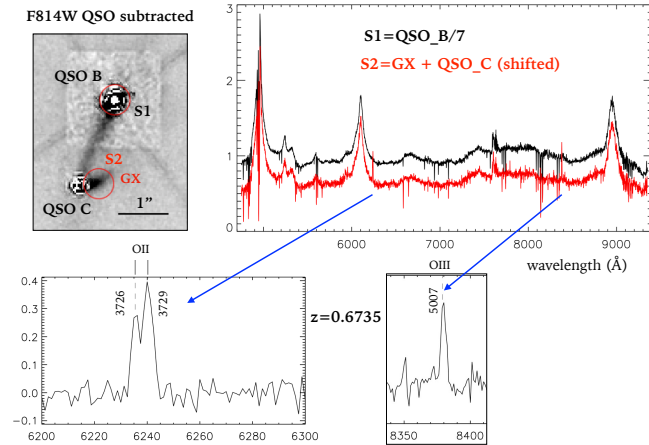 F814W QSO subtracted
QSO B
S1
S2
GX
QSO C
1”
3
2
1
0
S1=QSO_B/7
S2=GX + QSO_C (shifted)
6000
7000
8000
9000
wavelength (Å)
OII
3726
3729
0.4
0.3
0.2
0.1
0.0
−0.1
6200
6220
6240
6260
6280
6300
z=0.6735
OIII
5007
8350
8400